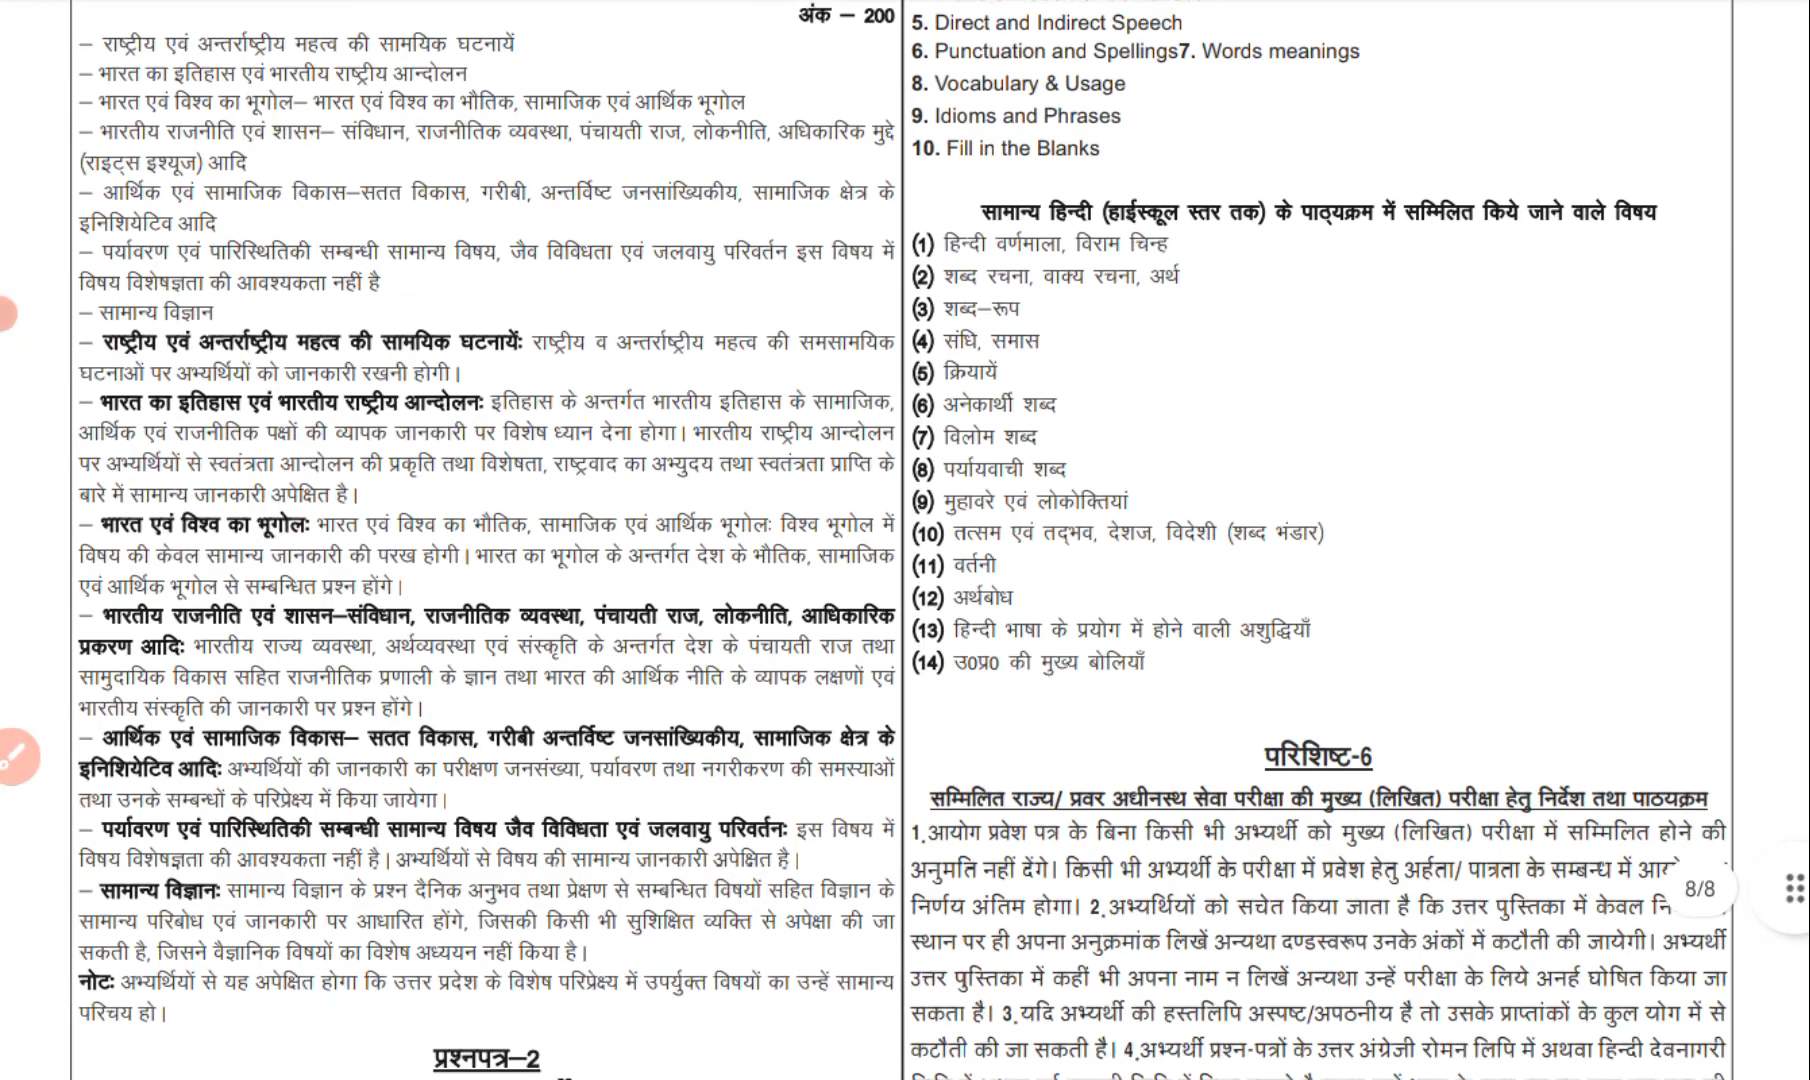 अंक – 200
– राष्ट्रीय एवं अन्तर्राष्ट्रीय महत्व की सामयिक घटनायें
– भारत का इतिहास एवं भारतीय राष्ट्रीय आन्दोलन
– भारत एवं विश्व का भूगोल– भारत एवं विश्व का भौतिक, सामाजिक एवं आर्थिक भूगोल
– भारतीय राजनीति एवं शासन– संविधान, राजनीतिक व्यवस्था, पंचायती राज, लोकनीति, अधिकारिक मुद्दे
(राइट्स इश्यूज) आदि
– आर्थिक एवं सामाजिक विकास–सतत विकास, गरीबी, अन्तर्विष्ट जनसांख्यिकीय, सामाजिक क्षेत्र के
इनिशियेटिव आदि
– पर्यावरण एवं पारिस्थितिकी सम्बन्धी सामान्य विषय, जैव विविधता एवं जलवायु परिवर्तन इस विषय में
विषय विशेषज्ञता की आवश्यकता नहीं है
– सामान्य विज्ञान
– राष्ट्रीय एवं अन्तर्राष्ट्रीय महत्व की सामयिक घटनायें: राष्ट्रीय व अन्तर्राष्ट्रीय महत्व की समसामयिक
घटनाओं पर अभ्यर्थियों को जानकारी रखनी होगी।
– भारत का इतिहास एवं भारतीय राष्ट्रीय आन्दोलन: इतिहास के अन्तर्गत भारतीय इतिहास के सामाजिक,
आर्थिक एवं राजनीतिक पक्षों की व्यापक जानकारी पर विशेष ध्यान देना होगा। भारतीय राष्ट्रीय आन्दोलन
पर अभ्यर्थियों से स्वतंत्रता आन्दोलन की प्रकृति तथा विशेषता, राष्ट्रवाद का अभ्युदय तथा स्वतंत्रता प्राप्ति के
बारे में सामान्य जानकारी अपेक्षित है।
– भारत एवं विश्व का भूगोल: भारत एवं विश्व का भौतिक, सामाजिक एवं आर्थिक भूगोल: विश्व भूगोल में
विषय की केवल सामान्य जानकारी की परख होगी। भारत का भूगोल के अन्तर्गत देश के भौतिक, सामाजिक
एवं आर्थिक भूगोल से सम्बन्धित प्रश्न होंगे।
– भारतीय राजनीति एवं शासन–संविधान, राजनीतिक व्यवस्था, पंचायती राज, लोकनीति, आधिकारिक
प्रकरण आदि: भारतीय राज्य व्यवस्था, अर्थव्यवस्था एवं संस्कृति के अन्तर्गत देश के पंचायती राज तथा
सामुदायिक विकास सहित राजनीतिक प्रणाली के ज्ञान तथा भारत की आर्थिक नीति के व्यापक लक्षणों एवं
भारतीय संस्कृति की जानकारी पर प्रश्न होंगे।
– आर्थिक एवं सामाजिक विकास– सतत विकास, गरीबी अन्तर्विष्ट जनसांख्यिकीय, सामाजिक क्षेत्र के
इनिशियेटिव आदि: अभ्यर्थियों की जानकारी का परीक्षण जनसंख्या, पर्यावरण तथा नगरीकरण की समस्याओं
तथा उनके सम्बन्धों के परिप्रेक्ष्य में किया जायेगा।
– पर्यावरण एवं पारिस्थितिकी सम्बन्धी सामान्य विषय जैव विविधता एवं जलवायु परिवर्तन: इस विषय में
विषय विशेषज्ञता की आवश्यकता नहीं है। अभ्यर्थियों से विषय की सामान्य जानकारी अपेक्षित है।
– सामान्य विज्ञान: सामान्य विज्ञान के प्रश्न दैनिक अनुभव तथा प्रेक्षण से सम्बन्धित विषयों सहित विज्ञान के
सामान्य परिबोध एवं जानकारी पर आधारित होंगे, जिसकी किसी भी सुशिक्षित व्यक्ति से अपेक्षा की जा
सकती है, जिसने वैज्ञानिक विषयों का विशेष अध्ययन नहीं किया है।
नोट: अभ्यर्थियों से यह अपेक्षित होगा कि उत्तर प्रदेश के विशेष परिप्रेक्ष्य में उपर्युक्त विषयों का उन्हें सामान्य
परिचय हो।
प्रश्नपत्र–2
5. Direct and Indirect Speech
6. Punctuation and Spellings7. Words meanings
8. Vocabulary & Usage
9. Idioms and Phrases
10. Fill in the Blanks
सामान्य हिन्दी (हाईस्कूल स्तर तक) के पाठ्यक्रम में सम्मिलित किये जाने वाले विषय
(1) हिन्दी वर्णमाला, विराम चिन्ह
(2) शब्द रचना, वाक्य रचना, अर्थ
(3) शब्द–रूप
(4) संधि, समास
(5) क्रियायें
(6) अनेकार्थी शब्द
(7) विलोम शब्द
(8) पर्यायवाची शब्द
(9) मुहावरे एवं लोकोक्तियां
(10) तत्सम एवं तद्भव, देशज, विदेशी (शब्द भंडार)
(11) वर्तनी
(12) अर्थबोध
(13) हिन्दी भाषा के प्रयोग में होने वाली अशुद्धियाँ
(14) उ0प्र0 की मुख्य बोलियाँ
परिशिष्ट-6
सम्मिलित राज्य/ प्रवर अधीनस्थ सेवा परीक्षा की मुख्य (लिखित) परीक्षा हेतु निर्देश तथा पाठयक्रम
1.आयोग प्रवेश पत्र के बिना किसी भी अभ्यर्थी को मुख्य (लिखित) परीक्षा में सम्मिलित होने की
अनुमति नहीं देंगे। किसी भी अभ्यर्थी के परीक्षा में प्रवेश हेतु अर्हता/ पात्रता के सम्बन्ध में
8/8
निर्णय अंतिम होगा। 2.अभ्यर्थियों को सचेत किया जाता है कि उत्तर पुस्तिका में केवल
स्थान पर ही अपना अनुक्रमांक लिखें अन्यथा दण्डस्वरूप उनके अंकों में कटौती की जायेगी। अभ्यर्थी
उत्तर पुस्तिका में कहीं भी अपना नाम न लिखें अन्यथा उन्हें परीक्षा के लिये अनर्ह घोषित किया जा
सकता है। 3.यदि अभ्यर्थी की हस्तलिपि अस्पष्ट/अपठनीय है तो उसके प्राप्तांकों के कुल योग में से
कटौती की जा सकती है। 4.अभ्यर्थी प्रश्न-पत्रों के उत्तर अंग्रेजी रोमन लिपि में अथवा हिन्दी देवनागरी